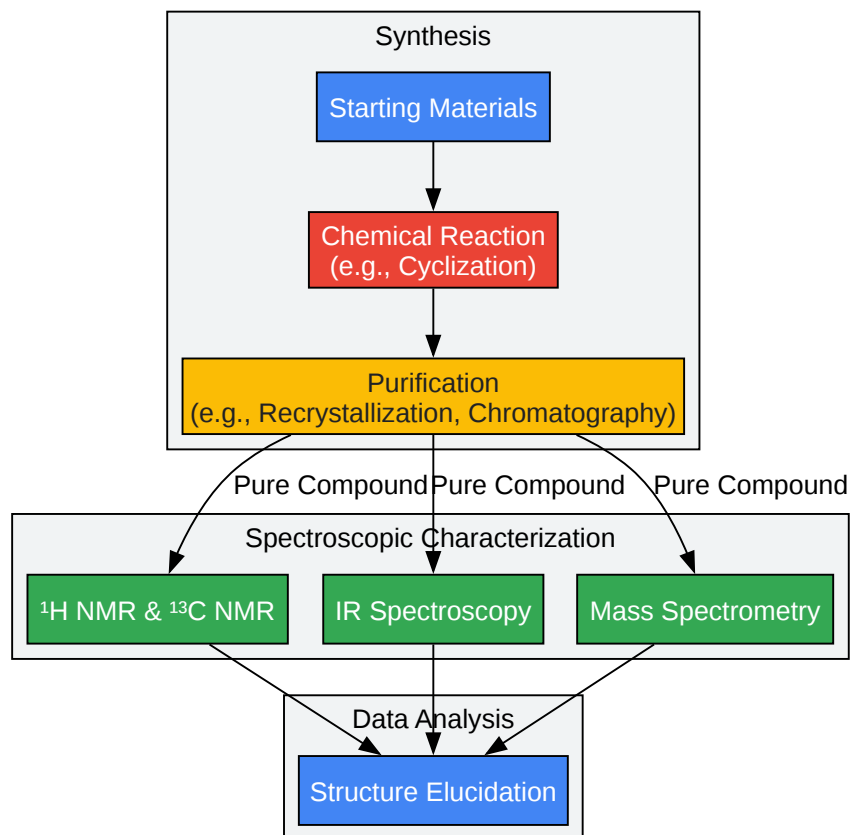 Synthesis
Starting Materials
Chemical Reaction
(e.g., Cyclization)
Purification
(e.g., Recrystallization, Chromatography)
Pure Compound
Pure Compound
Pure Compound
Spectroscopic Characterization
¹H NMR & ¹³C NMR
IR Spectroscopy
Mass Spectrometry
Data Analysis
Structure Elucidation